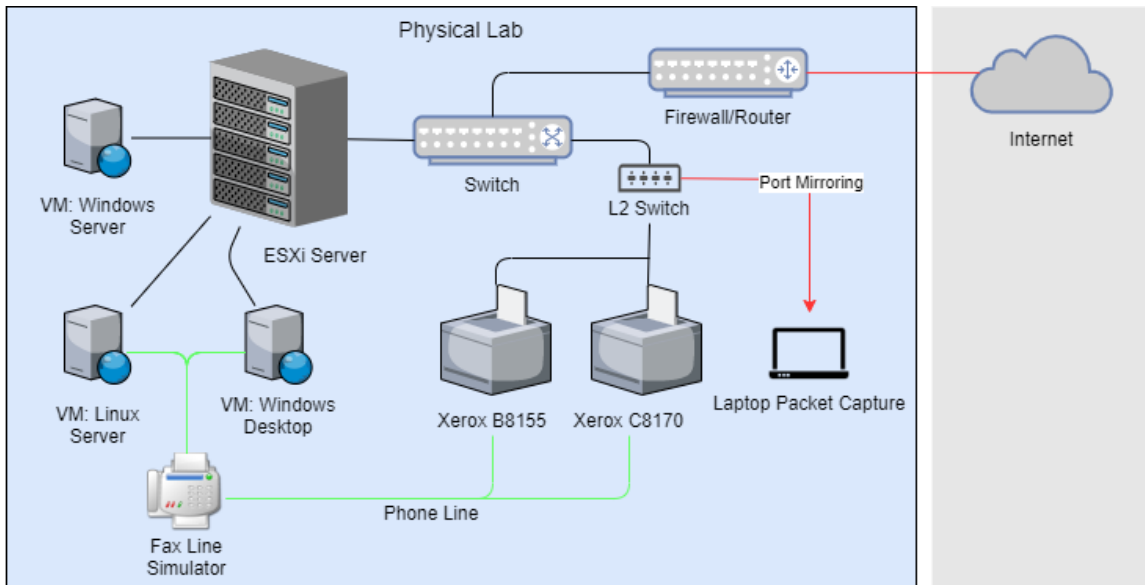 Physical Lab
Firewall/Router
Internet
Switch
Port Mirroring
L2 Switch
VM: Windows
Server
ESXi Server
VM: Linux
Server
VM: Windows
Desktop
Xerox B8155
Xerox C8170
Laptop Packet Capture
Phone Line
Fax Line
Simulator